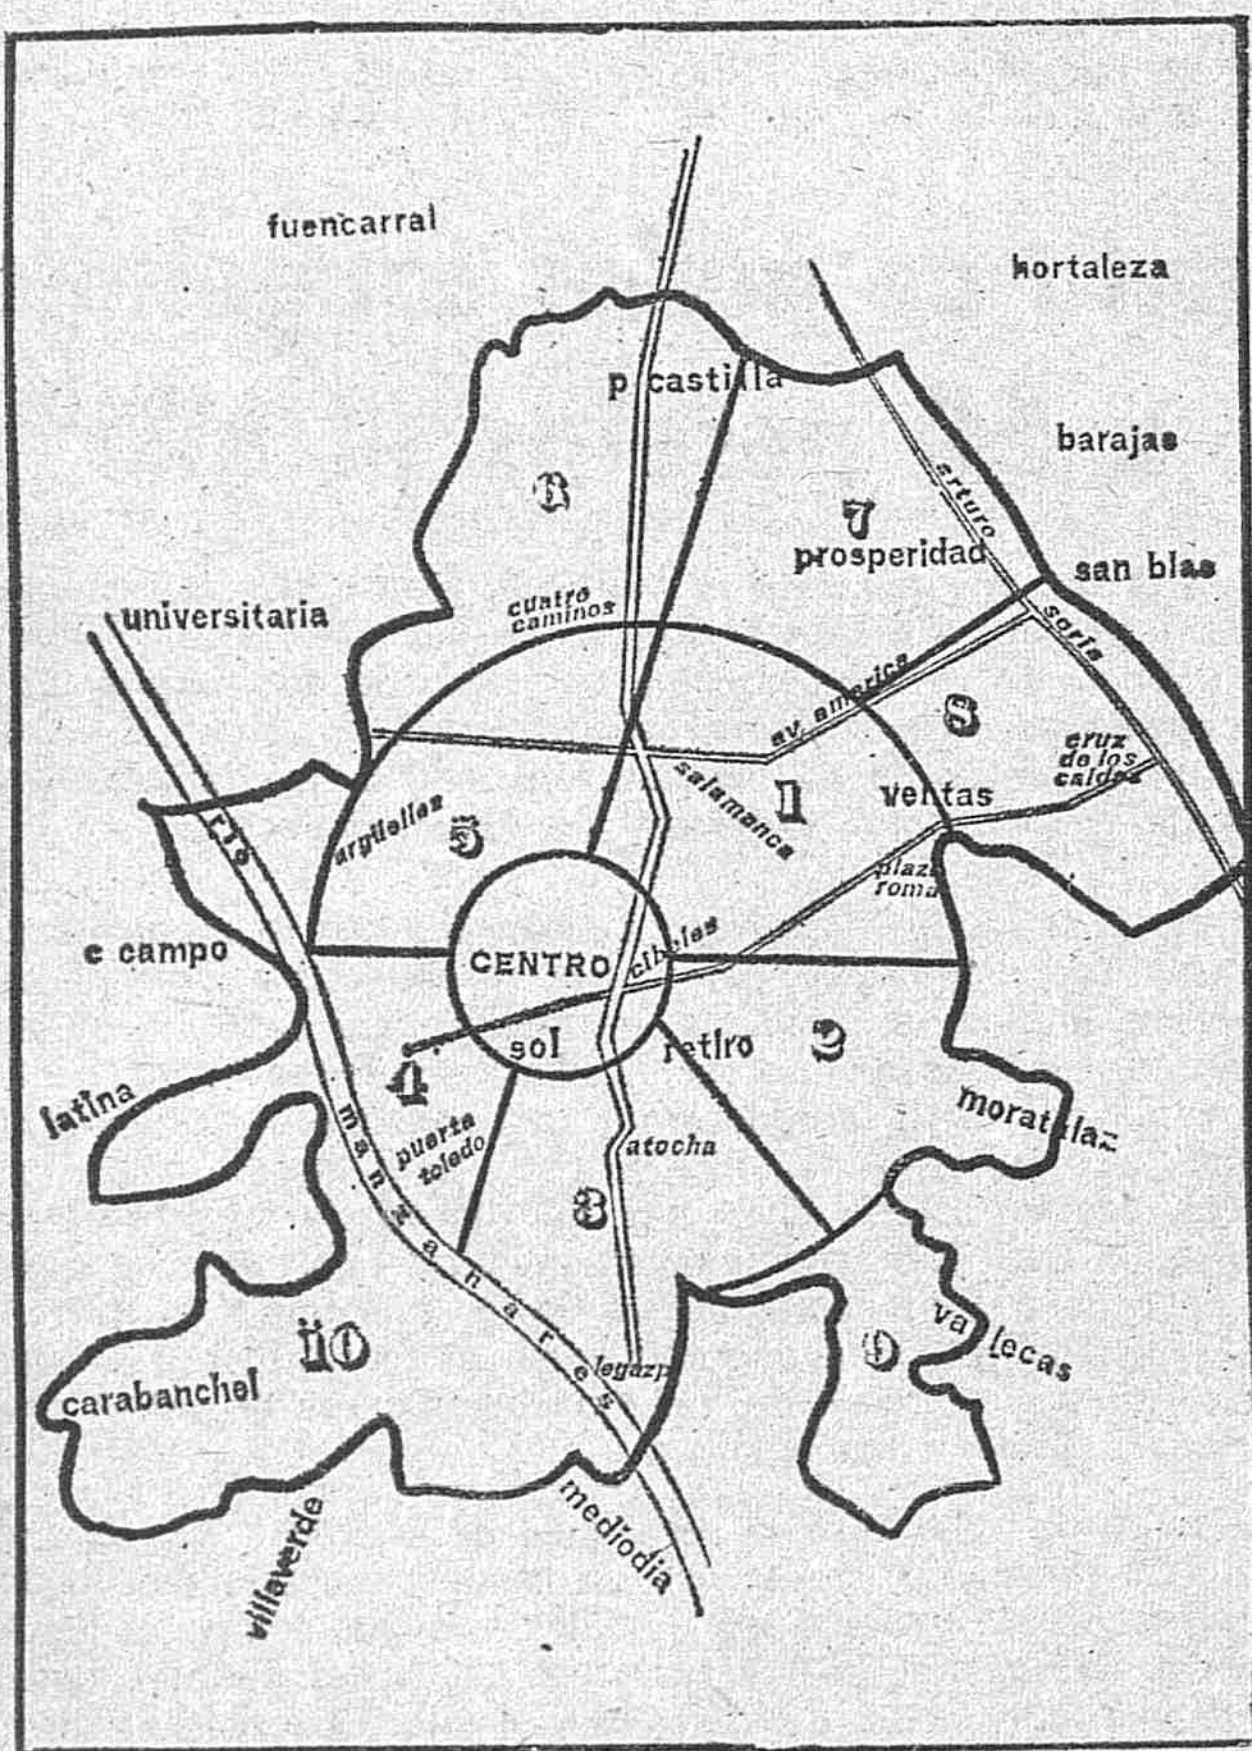 fuencarral
hortaleza
p castilla
barajas
6
arturo
7
prosperidad
san blas
cuatro
caminos
universitaria
soria
av. america
8
cruz
de los
caidos
salamanca
1
ventas
arguelles
5
rio
plaza
roma
e campo
CENTRO
cibeles
sol
retiro
2
4
latina
manzanares
puerta
toledo
moratalaz
atocha
3
10
9
va lecas
legazp
carabanchel
villaverde
mediodia